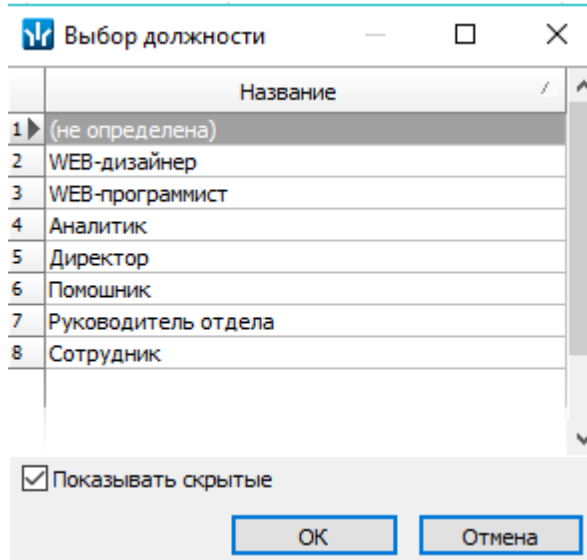 Выбор должности
Название
1 (не определена)
2 WEB-дизайнер
3 WEB-программист
4 Аналитик
5 Директор
6 Помошник
7 Руководитель отдела
8 Сотрудник
Показывать скрытые
ОК Отмена